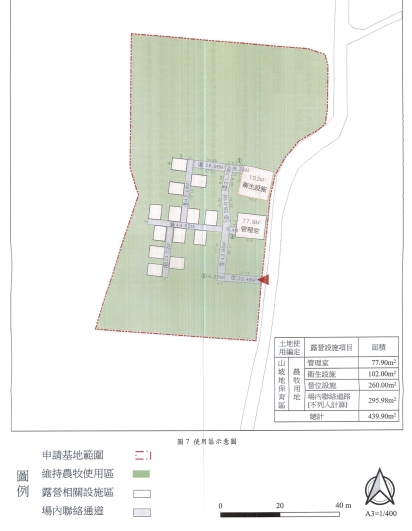 102M²
衛生設施
77.9M²
管理室
土地使用編定 露營設施項目 面積
山坡地保育區 農牧用地 管理室 77.90m²
衛生設施 102.00m²
營位設施 260.00m²
場內聯絡道路 (不列入計算) 295.98m²
總計 439.90m²
圖 7 使用區示意圖
圖例
申請基地範圍
維持農牧使用區
露營相關設施區
場內聯絡通道
0 20 40 m
A3=1/400